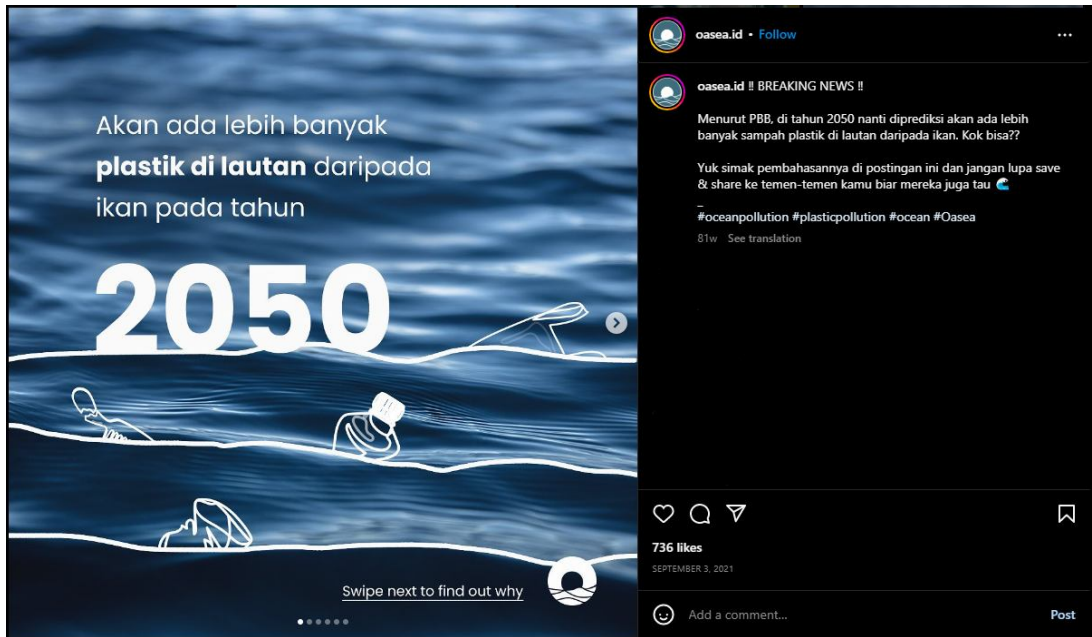 Akan ada lebih banyak
plastik di lautan daripada
ikan pada tahun
2050
Swipe next to find out why
oasea.id • Follow
oasea.id ‼ BREAKING NEWS ‼
Menurut PBB, di tahun 2050 nanti diprediksi akan ada lebih
banyak sampah plastik di lautan daripada ikan. Kok bisa??
Yuk simak pembahasannya di postingan ini dan jangan lupa save
& share ke temen-temen kamu biar mereka juga tau 🌊
_
#oceanpollution #plasticpollution #ocean #Oasea
81w See translation
736 likes
SEPTEMBER 3, 2021
Add a comment...
Post